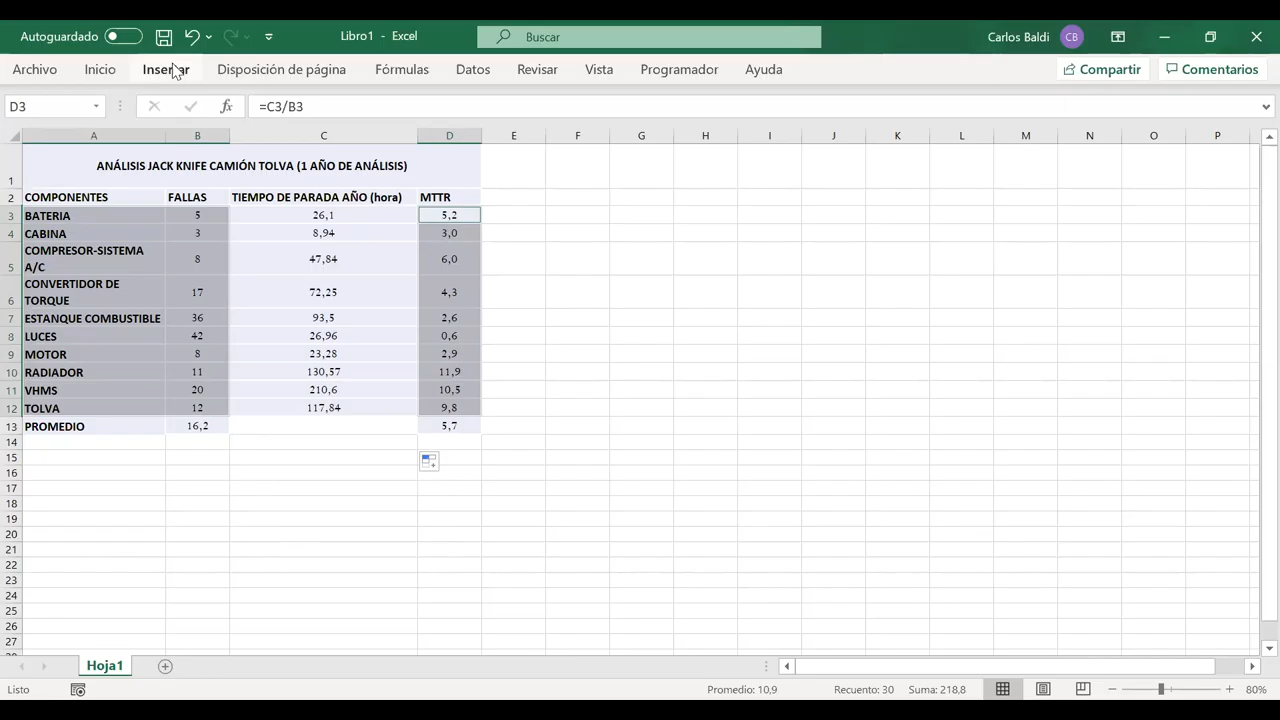 Autoguardado
Libro1 - Excel
Buscar
Carlos Baldi CB
Archivo Inicio Insertar Disposición de página Fórmulas Datos Revisar Vista Programador Ayuda Compartir Comentarios
D3 fx =C3/B3
A B C D E F G H I J K L M N O P
1 ANÁLISIS JACK KNIFE CAMIÓN TOLVA (1 AÑO DE ANÁLISIS)
2 COMPONENTES FALLAS TIEMPO DE PARADA AÑO (hora) MTTR
3 BATERIA 5 26,1 5,2
4 CABINA 3 8,94 3,0
COMPRESOR-SISTEMA
5 A/C 8 47,84 6,0
CONVERTIDOR DE
6 TORQUE 17 72,25 4,3
7 ESTANQUE COMBUSTIBLE 36 93,5 2,6
8 LUCES 42 26,96 0,6
9 MOTOR 8 23,28 2,9
10 RADIADOR 11 130,57 11,9
11 VHMS 20 210,6 10,5
12 TOLVA 12 117,84 9,8
13 PROMEDIO 16,2 5,7
14
15
16
17
18
19
20
21
22
23
24
25
26
27
Hoja1
Listo Promedio: 10,9 Recuento: 30 Suma: 218,8 80%